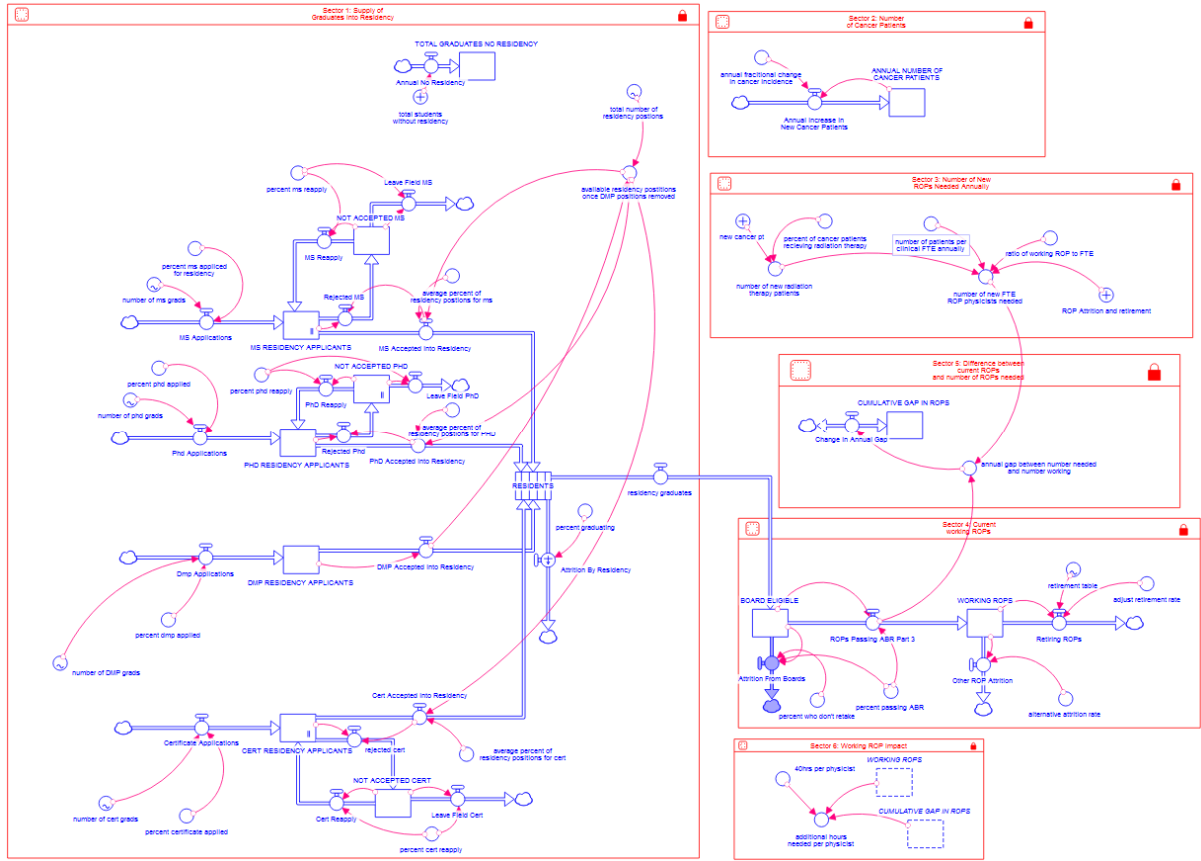 Sector 1: Supply of
Graduates Into Residency
TOTAL GRADUATES NO RESIDENCY
Annual No Residency
total students
without residency
total number of
residency postions
percent ms reapply
Leave Field MS
available residency postitions
once DMP positions removed
NOT ACCEPTED MS
MS Reapply
percent ms appliced
for residency
number of ms grads
Rejected MS
average percent of
residency postions for ms
MS Applications
MS RESIDENCY APPLICANTS
MS Accepted Into Residency
percent phd applied
NOT ACCEPTED PHD
percent phd reapply
PhD Reapply
Leave Field PhD
number of phd grads
average percent of
residency postions for PHD
Phd Applications
Rejected Phd
PHD RESIDENCY APPLICANTS
PhD Accepted Into Residency
RESIDENTS
residency graduates
percent graduating
Dmp Applications
DMP RESIDENCY APPLICANTS
DMP Accepted Into Residency
Attrition By Residency
percent dmp applied
number of DMP grads
Cert Accepted Into Residency
Certificate Applications
CERT RESIDENCY APPLICANTS
rejected cert
average percent of
residency positions for cert
NOT ACCEPTED CERT
number of cert grads
percent certificate applied
Cert Reapply
Leave Field Cert
percent cert reapply
Sector 2: Number
of Cancer Patients
annual fractional change
in cancer incidence
ANNUAL NUMBER OF
CANCER PATIENTS
Annual Increase in
New Cancer Patients
Sector 3: Number of New
ROPs Needed Annually
new cancer pt
percent of cancer patients
recieving radiation therapy
number of patients per
clinical FTE annually
ratio of working ROP to FTE
number of new radiation
therapy patients
number of new FTE
ROP physicists needed
ROP Attrition and retirement
Sector 5: Difference between
current ROPs
and number of ROPs needed
CUMULATIVE GAP IN ROPS
Change in Annual Gap
annual gap between number needed
and number working
Sector 4: Current
working ROPs
retirement table
adjust retirement rate
BOARD ELIGIBLE
WORKING ROPS
ROPs Passing ABR Part 3
Retiring ROPs
Attrition From Boards
Other ROP Attrition
percent who don't retake
percent passing ABR
alternative attrition rate
Sector 6: Working ROP Impact
WORKING ROPS
40hrs per physicist
CUMULATIVE GAP IN ROPS
additional hours
needed per physicist